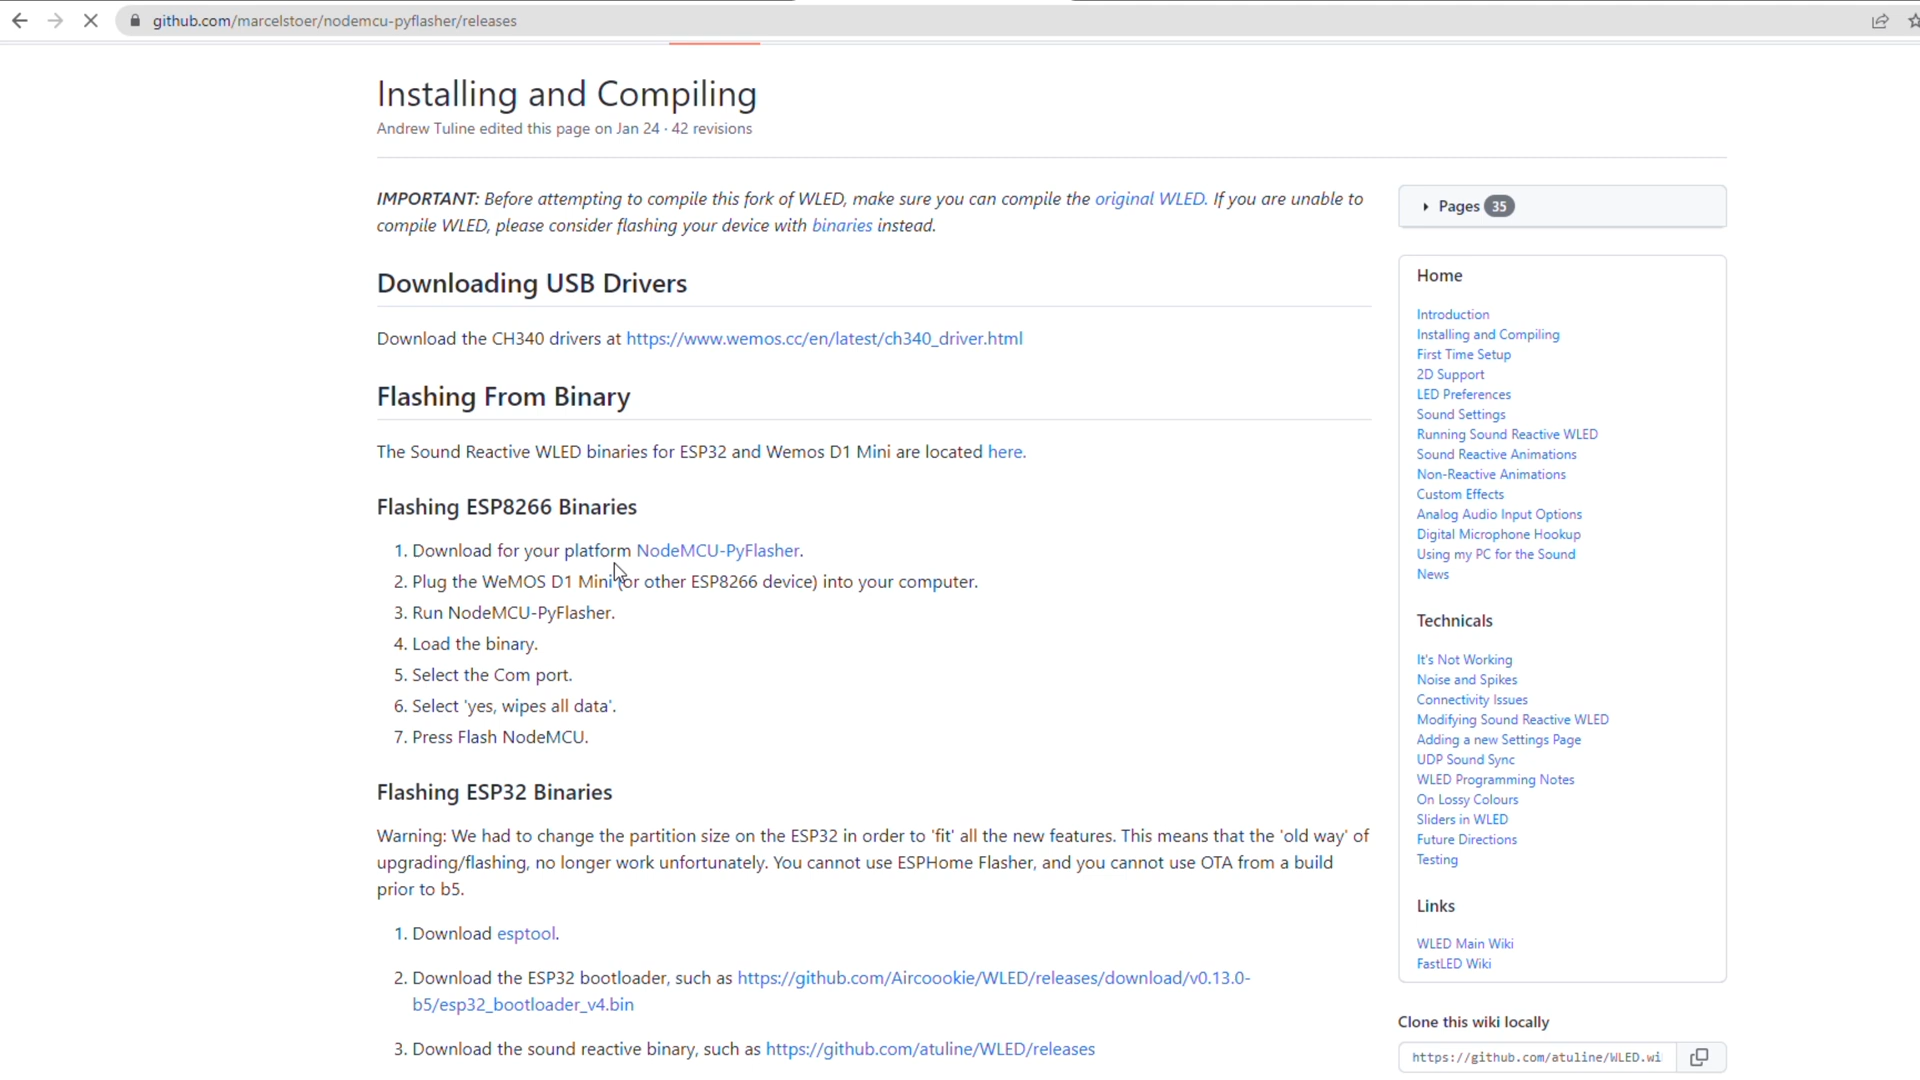 github.com/marcelstoer/nodemcu-pyflasher/releases
Installing and Compiling
Andrew Tuline edited this page on Jan 24 · 42 revisions
IMPORTANT: Before attempting to compile this fork of WLED, make sure you can compile the original WLED. If you are unable to
compile WLED, please consider flashing your device with binaries instead.
Downloading USB Drivers
Download the CH340 drivers at https://www.wemos.cc/en/latest/ch340_driver.html
Flashing From Binary
The Sound Reactive WLED binaries for ESP32 and Wemos D1 Mini are located here.
Flashing ESP8266 Binaries
1. Download for your platform NodeMCU-PyFlasher.
2. Plug the WeMOS D1 Mini (or other ESP8266 device) into your computer.
3. Run NodeMCU-PyFlasher.
4. Load the binary.
5. Select the Com port.
6. Select 'yes, wipes all data'.
7. Press Flash NodeMCU.
Flashing ESP32 Binaries
Warning: We had to change the partition size on the ESP32 in order to 'fit' all the new features. This means that the 'old way' of
upgrading/flashing, no longer work unfortunately. You cannot use ESPHome Flasher, and you cannot use OTA from a build
prior to b5.
1. Download esptool.
2. Download the ESP32 bootloader, such as https://github.com/Aircoookie/WLED/releases/download/v0.13.0-
b5/esp32_bootloader_v4.bin
3. Download the sound reactive binary, such as https://github.com/atuline/WLED/releases
Pages 35
Home
Introduction
Installing and Compiling
First Time Setup
2D Support
LED Preferences
Sound Settings
Running Sound Reactive WLED
Sound Reactive Animations
Non-Reactive Animations
Custom Effects
Analog Audio Input Options
Digital Microphone Hookup
Using my PC for the Sound
News
Technicals
It's Not Working
Noise and Spikes
Connectivity Issues
Modifying Sound Reactive WLED
Adding a new Settings Page
UDP Sound Sync
WLED Programming Notes
On Lossy Colours
Sliders in WLED
Future Directions
Testing
Links
WLED Main Wiki
FastLED Wiki
Clone this wiki locally
https://github.com/atuline/WLED.wi